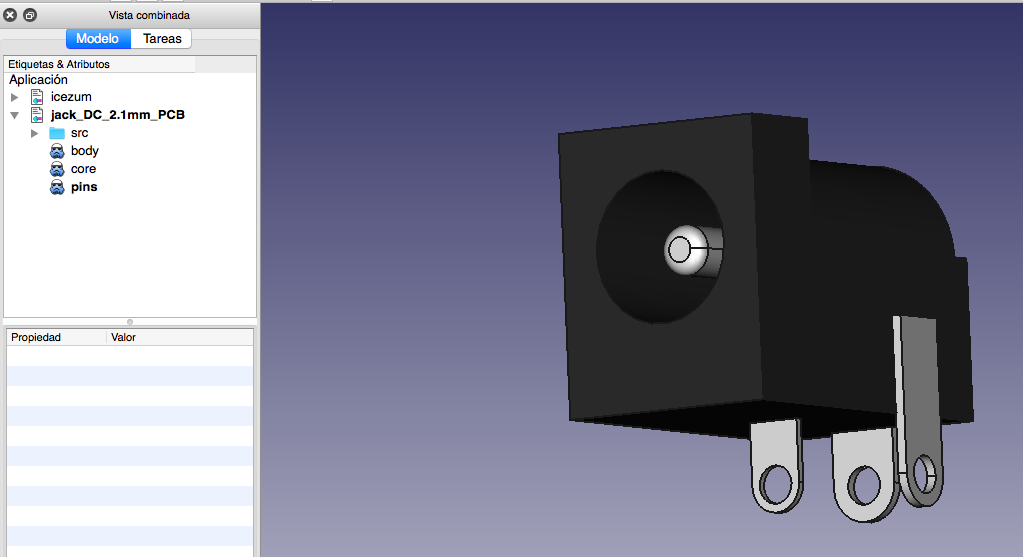 Vista combinada
Modelo Tareas
Etiquetas & Atributos
Aplicación
icezum
jack_DC_2.1mm_PCB
src
body
core
pins
Propiedad Valor